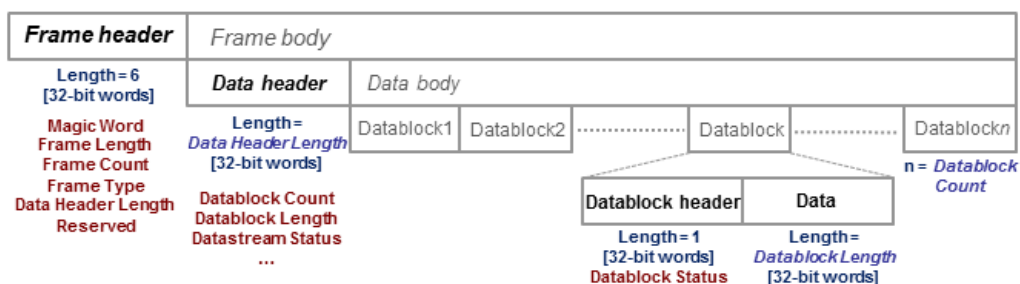 Frame header
Frame body
Length = 6
[32-bit words]
Magic Word
Frame Length
Frame Count
Frame Type
Data Header Length
Reserved
Data header
Data body
Length =
Data Header Length
[32-bit words]
Datablock Count
Datablock Length
Datastream Status
...
Datablock1
Datablock2
Datablock
Datablockn
n = Datablock
Count
Datablock header
Data
Length = 1
[32-bit words]
Datablock Status
Length =
Datablock Length
[32-bit words]